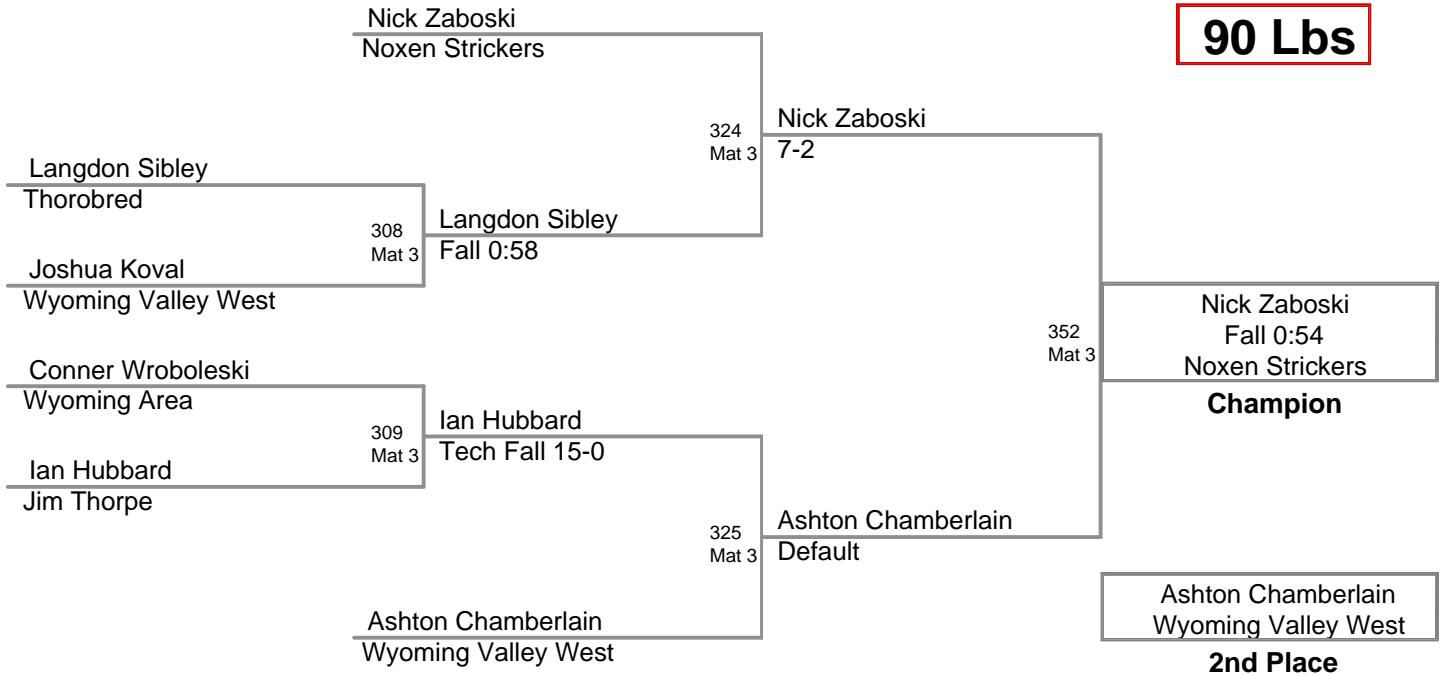 Nick Zaboski
Noxen Strickers
90 Lbs
324
Mat 3
Nick Zaboski
7-2
Langdon Sibley
Thorobred
308
Mat 3
Langdon Sibley
Fall 0:58
Joshua Koval
Wyoming Valley West
352
Mat 3
Nick Zaboski
Fall 0:54
Noxen Strickers
Champion
Conner Wroboleski
Wyoming Area
309
Mat 3
Ian Hubbard
Tech Fall 15-0
Ian Hubbard
Jim Thorpe
325
Mat 3
Ashton Chamberlain
Default
Ashton Chamberlain
Wyoming Valley West
Ashton Chamberlain
Wyoming Valley West
2nd Place